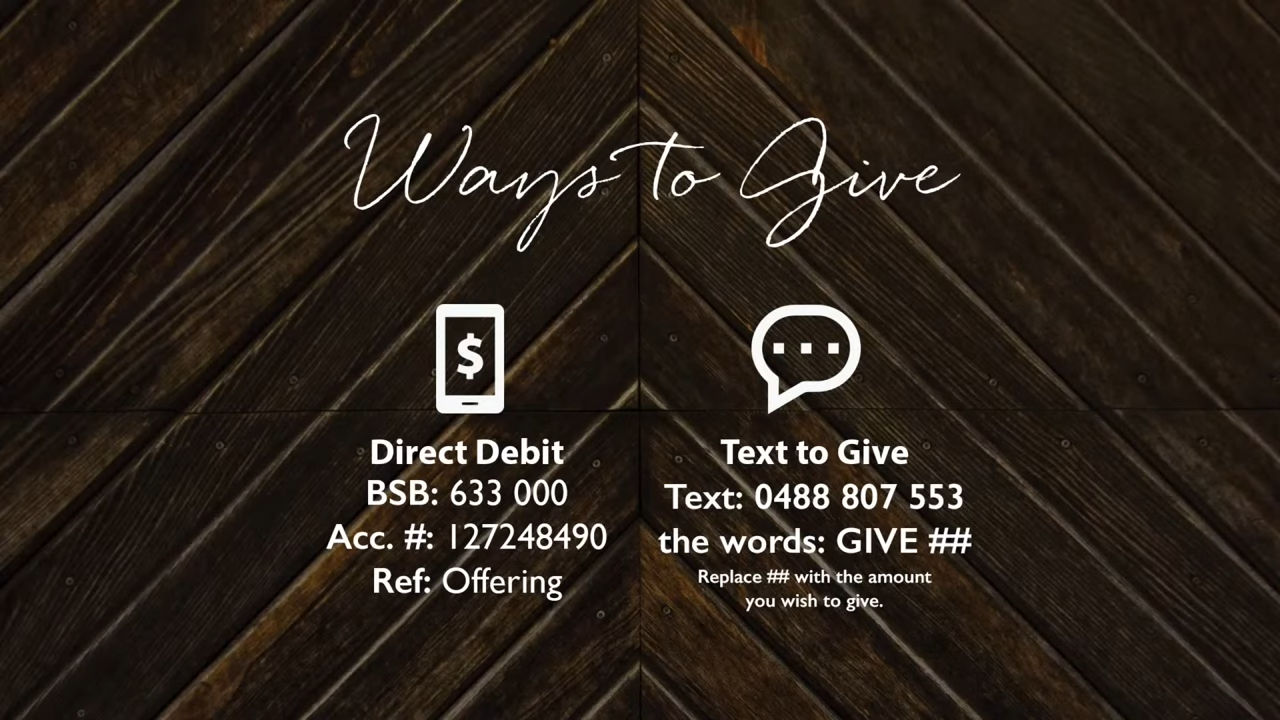 Ways to Give
$
Direct Debit
BSB: 633 000
Acc. #: 127248490
Ref: Offering
Text to Give
Text: 0488 807 553
the words: GIVE ##
Replace ## with the amount
you wish to give.